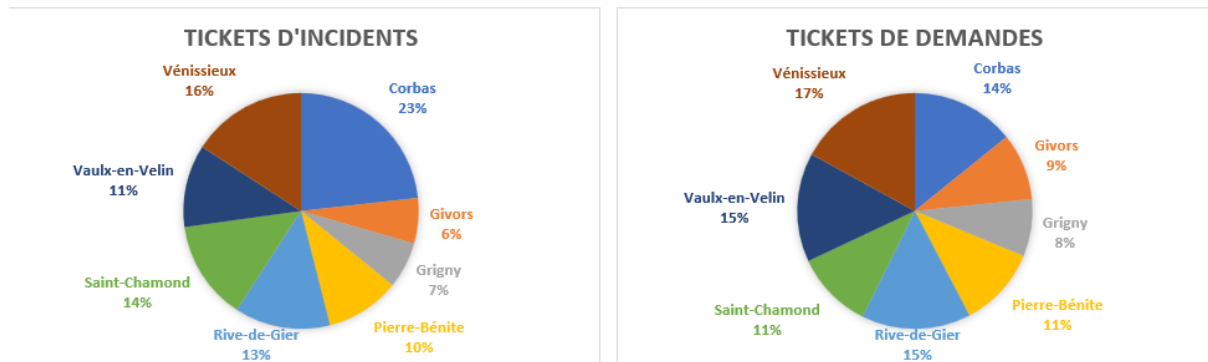 TICKETS D'INCIDENTS
Vénissieux
16%
Corbas
23%
Vaulx-en-Velin
11%
Givors
6%
Grigny
7%
Saint-Chamond
14%
Rive-de-Gier
13%
Pierre-Bénite
10%
TICKETS DE DEMANDES
Vénissieux
17%
Corbas
14%
Givors
9%
Vaulx-en-Velin
15%
Grigny
8%
Saint-Chamond
11%
Pierre-Bénite
11%
Rive-de-Gier
15%